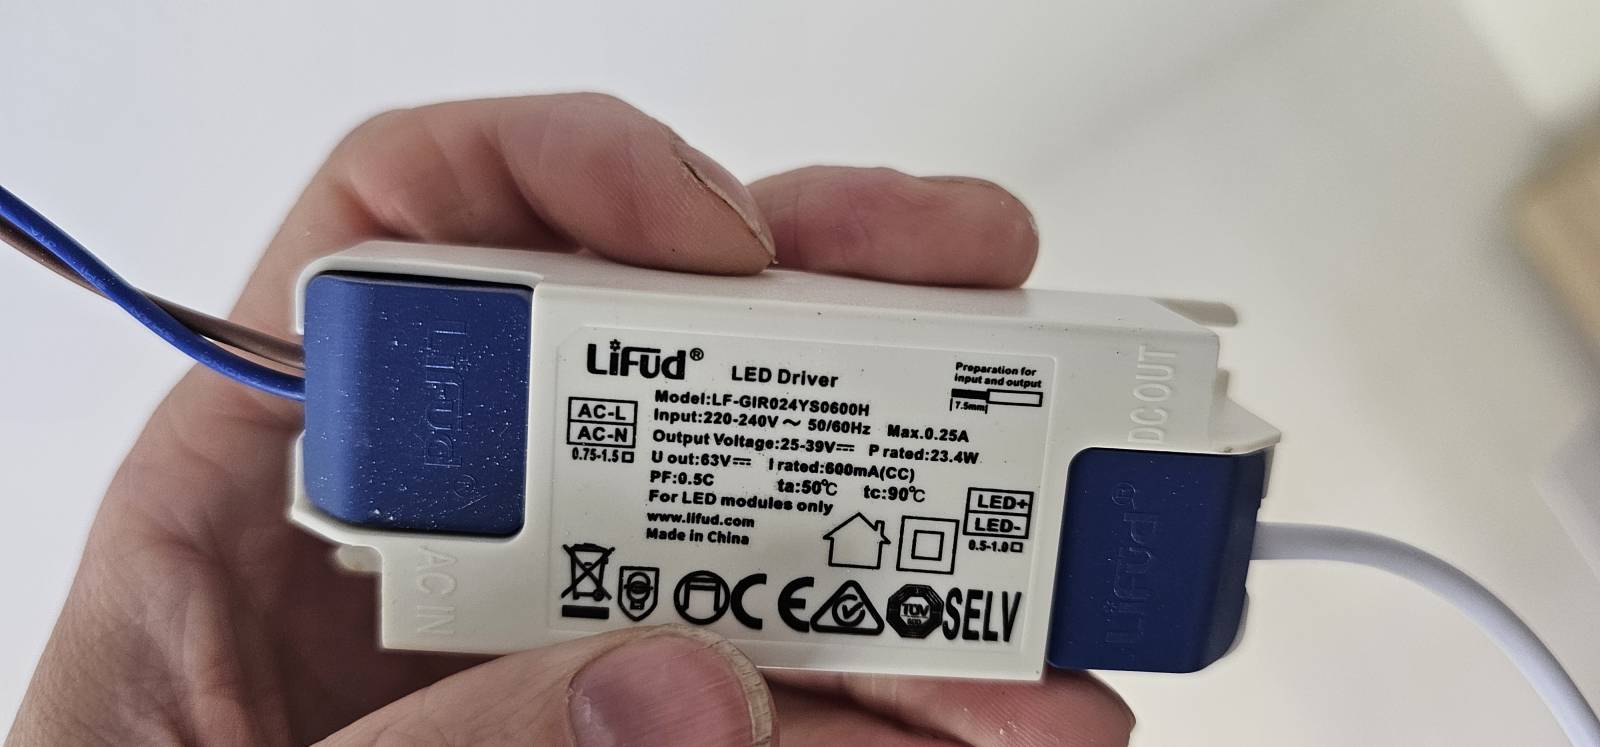 LiFud®
LED Driver
Preparation for
input and output
7.5mm
Model:LF-GIR024YS0600H
Input:220-240V ~ 50/60Hz Max.0.25A
Output Voltage:25-39V⎓ P rated:23.4W
U out:63V⎓ I rated:600mA(CC)
PF:0.5C ta:50℃ tc:90℃
For LED modules only
www.lifud.com
Made in China
AC-L
AC-N
0.75-1.5□
LED+
LED-
0.5-1.0□
CE
TÜV
SELV
AC IN
DCOUT
LiFud®
LiFud®